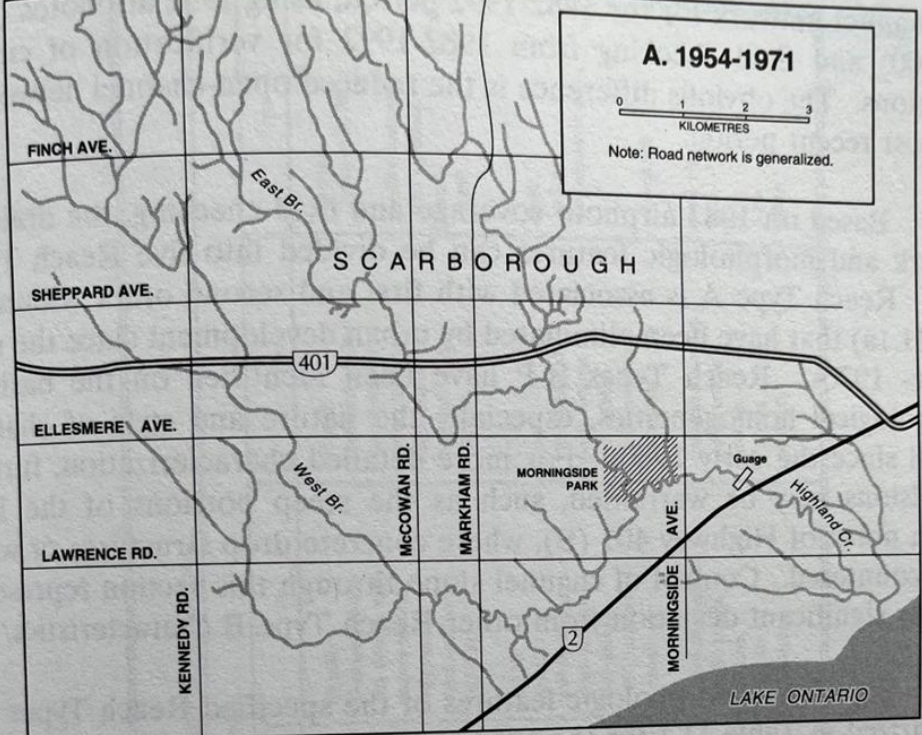 A. 1954-1971
0 1 2 3
KILOMETRES
Note: Road network is generalized.
FINCH AVE.
East Br.
SCARBOROUGH
SHEPPARD AVE.
401
ELLESMERE AVE.
West Br.
McCOWAN RD.
MARKHAM RD.
MORNINGSIDE
PARK
Guage
Highland Cr.
LAWRENCE RD.
KENNEDY RD.
2
MORNINGSIDE AVE.
LAKE ONTARIO